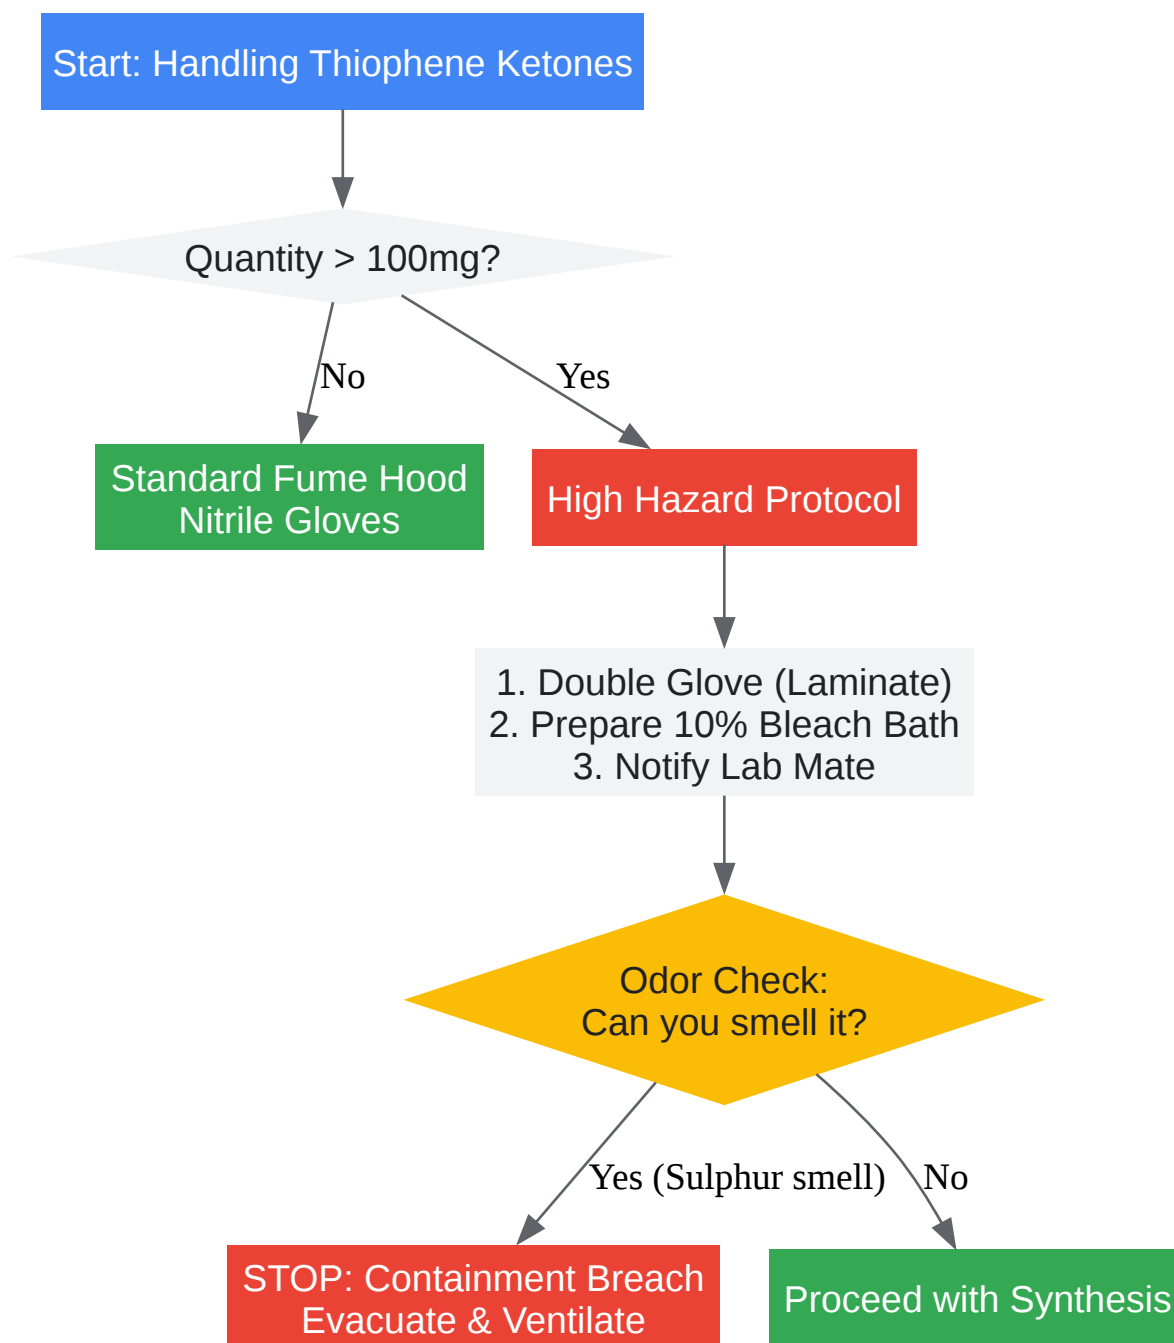 Start: Handling Thiophene Ketones
Quantity > 100mg?
No
Yes
Standard Fume Hood
Nitrile Gloves
High Hazard Protocol
1. Double Glove (Laminate)
2. Prepare 10% Bleach Bath
3. Notify Lab Mate
Odor Check:
Can you smell it?
Yes (Sulphur smell)
No
STOP: Containment Breach
Evacuate & Ventilate
Proceed with Synthesis